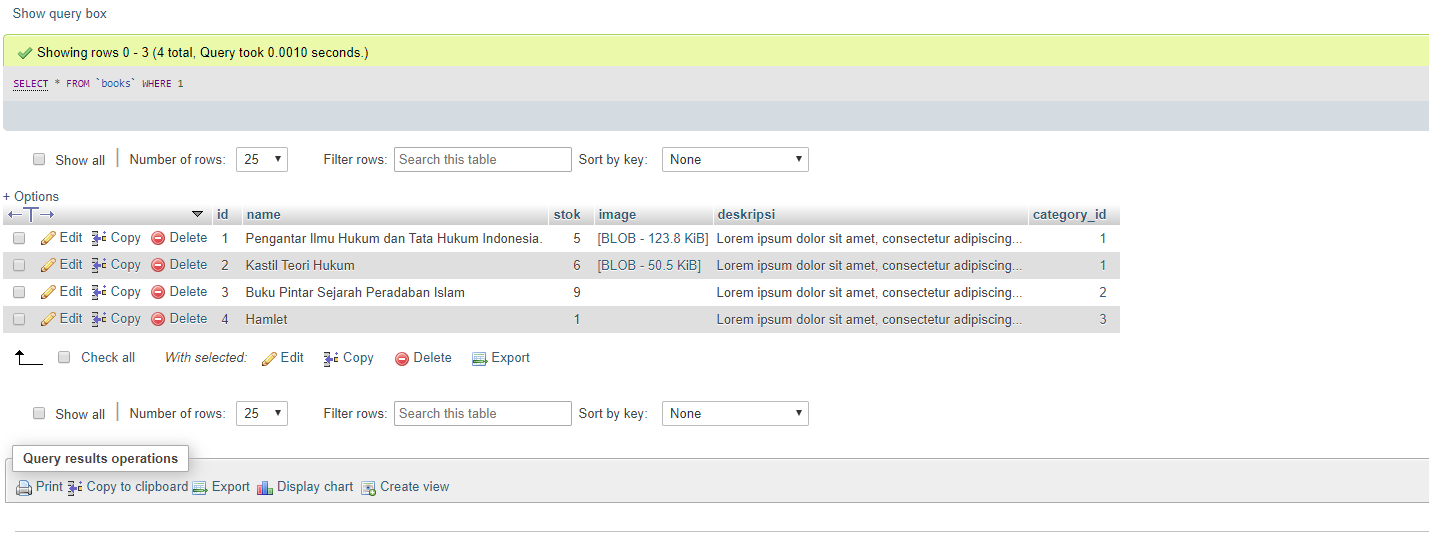 Show query box
Showing rows 0 - 3 (4 total, Query took 0.0010 seconds.)
SELECT * FROM `books` WHERE 1
Show all Number of rows: 25 Filter rows: Search this table Sort by key: None
+ Options
id name stok image deskripsi category_id
Edit Copy Delete 1 Pengantar Ilmu Hukum dan Tata Hukum Indonesia. 5 [BLOB - 123.8 KiB] Lorem ipsum dolor sit amet, consectetur adipiscing... 1
Edit Copy Delete 2 Kastil Teori Hukum 6 [BLOB - 50.5 KiB] Lorem ipsum dolor sit amet, consectetur adipiscing... 1
Edit Copy Delete 3 Buku Pintar Sejarah Peradaban Islam 9 Lorem ipsum dolor sit amet, consectetur adipiscing... 2
Edit Copy Delete 4 Hamlet 1 Lorem ipsum dolor sit amet, consectetur adipiscing... 3
Check all With selected: Edit Copy Delete Export
Show all Number of rows: 25 Filter rows: Search this table Sort by key: None
Query results operations
Print Copy to clipboard Export Display chart Create view